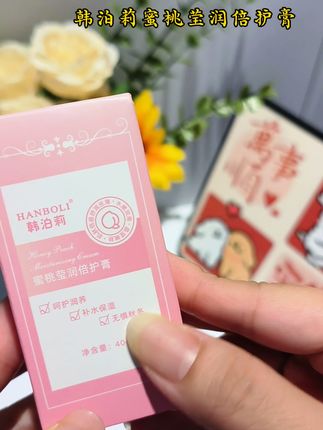 韩泊莉蜜桃莹润倍护膏
HANBOLI®
韩泊莉
Honey Peach
Moisturizing Cream
蜜桃莹润倍护膏
☑呵护润养
☑补水保湿
☑无惧秋冬
净含量: 40
萬事